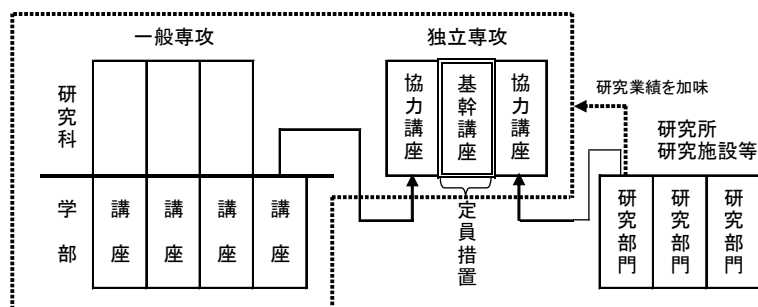 一般専攻
独立専攻
研究科
協力講座
基幹講座
協力講座
研究業績を加味
研究所
研究施設等
学部
講座
講座
講座
講座
定員措置
研究部門
研究部門
研究部門